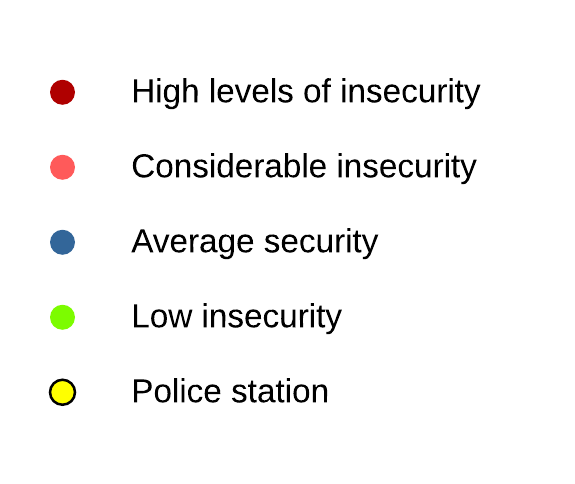 High levels of insecurity
Considerable insecurity
Average security
Low insecurity
Police station